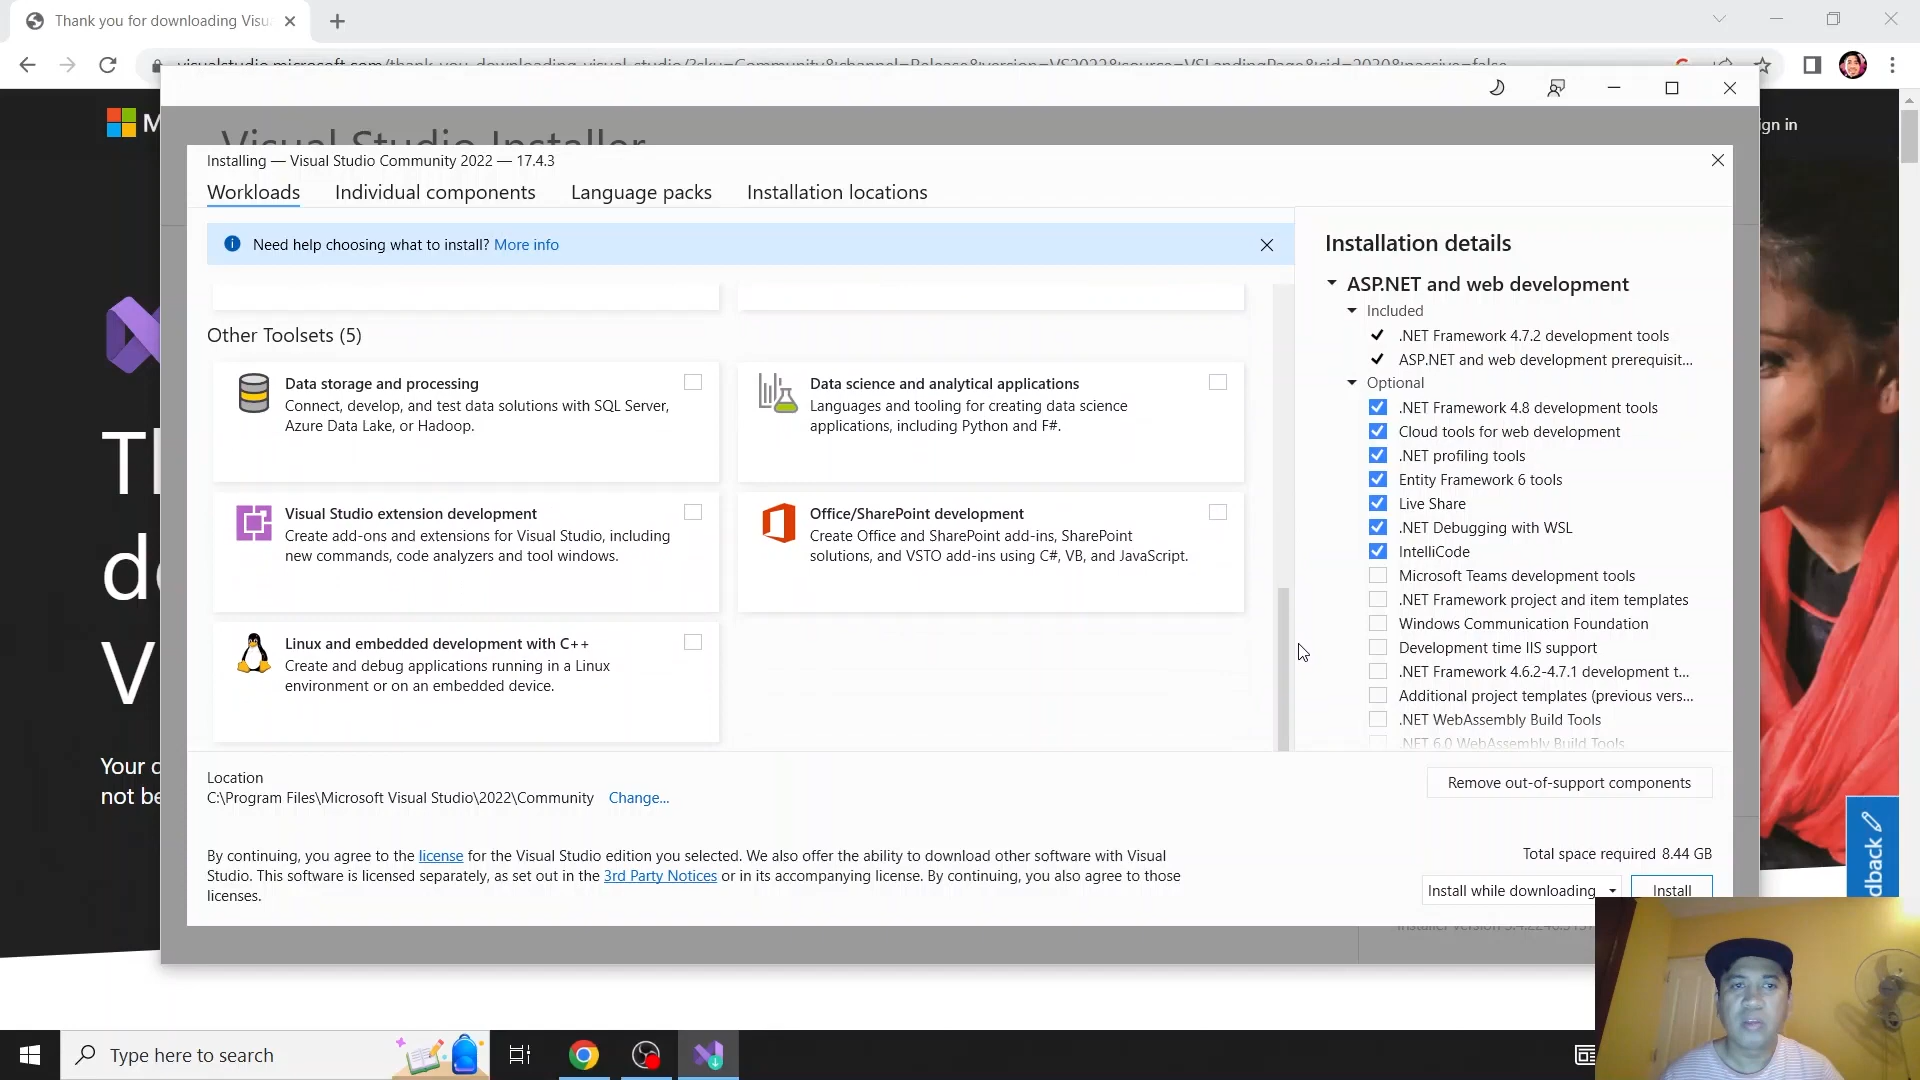 Thank you for downloading Visu
Visual Studio Installer
ign in
Installing — Visual Studio Community 2022 — 17.4.3
Workloads
Individual components
Language packs
Installation locations
Need help choosing what to install? More info
Other Toolsets (5)
Data storage and processing
Connect, develop, and test data solutions with SQL Server,
Azure Data Lake, or Hadoop.
Data science and analytical applications
Languages and tooling for creating data science
applications, including Python and F#.
Visual Studio extension development
Create add-ons and extensions for Visual Studio, including
new commands, code analyzers and tool windows.
Office/SharePoint development
Create Office and SharePoint add-ins, SharePoint
solutions, and VSTO add-ins using C#, VB, and JavaScript.
Linux and embedded development with C++
Create and debug applications running in a Linux
environment or on an embedded device.
Installation details
ASP.NET and web development
Included
.NET Framework 4.7.2 development tools
ASP.NET and web development prerequisit...
Optional
.NET Framework 4.8 development tools
Cloud tools for web development
.NET profiling tools
Entity Framework 6 tools
Live Share
.NET Debugging with WSL
IntelliCode
Microsoft Teams development tools
.NET Framework project and item templates
Windows Communication Foundation
Development time IIS support
.NET Framework 4.6.2-4.7.1 development t...
Additional project templates (previous vers...
.NET WebAssembly Build Tools
.NET 6.0 WebAssembly Build Tools
Location
C:\Program Files\Microsoft Visual Studio\2022\Community Change...
Remove out-of-support components
By continuing, you agree to the license for the Visual Studio edition you selected. We also offer the ability to download other software with Visual
Studio. This software is licensed separately, as set out in the 3rd Party Notices or in its accompanying license. By continuing, you also agree to those
licenses.
Total space required 8.44 GB
Install while downloading
Install
M
Th
de
V
Your
not be
dback
Type here to search